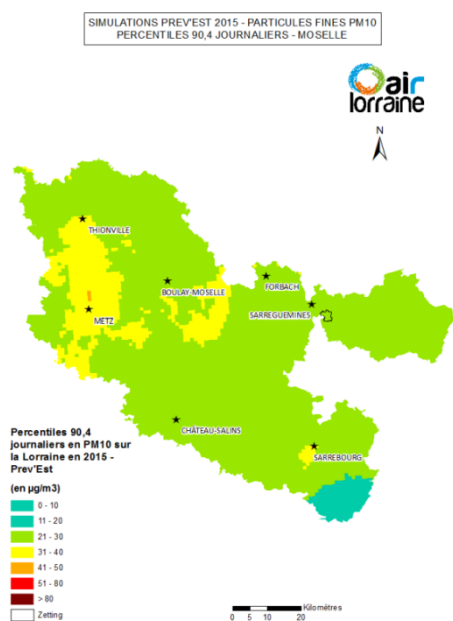 SIMULATIONS PREV'EST 2015 - PARTICULES FINES PM10
PERCENTILES 90,4 JOURNALIERS - MOSELLE
air
lorraine
N
THIONVILLE
BOULAY-MOSELLE
FORBACH
SARREGUEMINES
METZ
CHÂTEAU-SALINS
SARREBOURG
Percentiles 90,4
journaliers en PM10 sur
la Lorraine en 2015 -
Prev'Est
(en µg/m3)
0 - 10
11 - 20
21 - 30
31 - 40
41 - 50
51 - 80
> 80
Zetting
Kilomètres
0 5 10 20